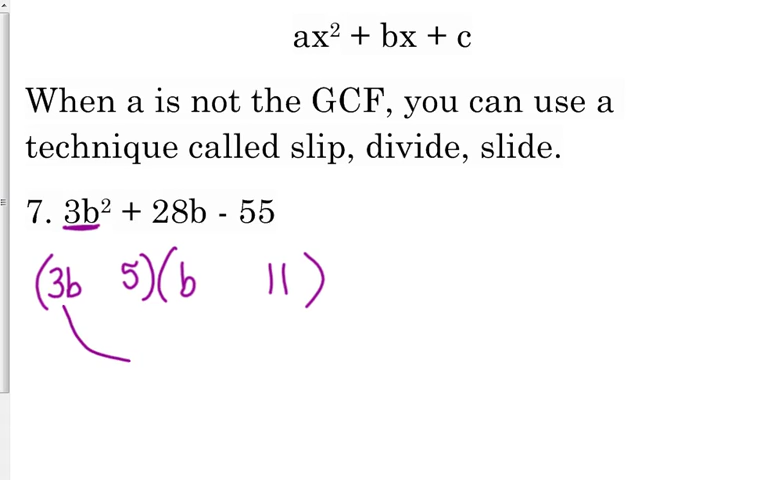 ax² + bx + c
When a is not the GCF, you can use a
technique called slip, divide, slide.
7. 3b² + 28b - 55
(3b 5)(b 11)